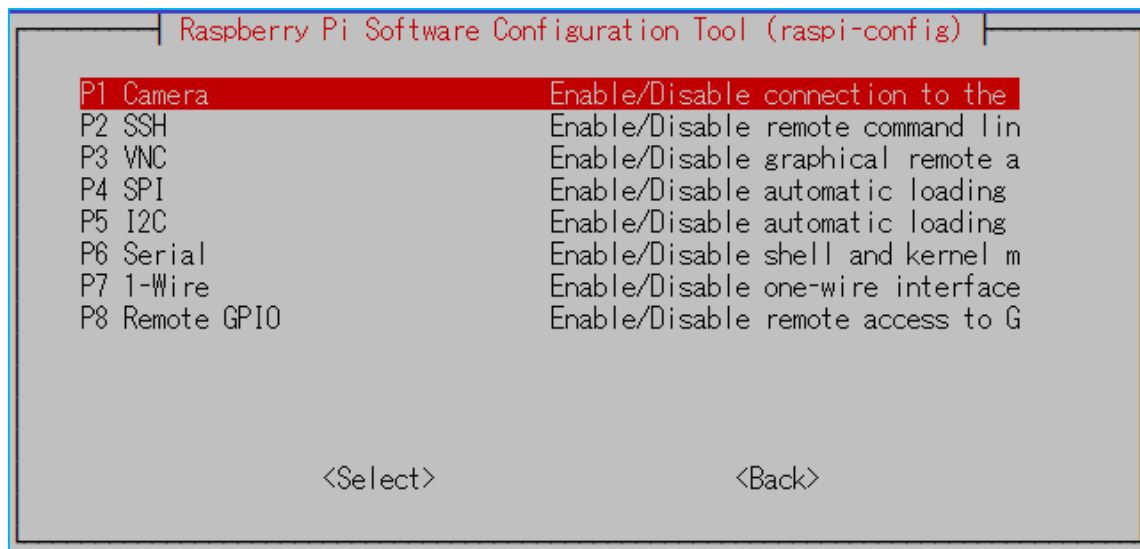 Raspberry Pi Software Configuration Tool (raspi-config)
P1 Camera Enable/Disable connection to the
P2 SSH Enable/Disable remote command lin
P3 VNC Enable/Disable graphical remote a
P4 SPI Enable/Disable automatic loading
P5 I2C Enable/Disable automatic loading
P6 Serial Enable/Disable shell and kernel m
P7 1-Wire Enable/Disable one-wire interface
P8 Remote GPIO Enable/Disable remote access to G
<Select> <Back>